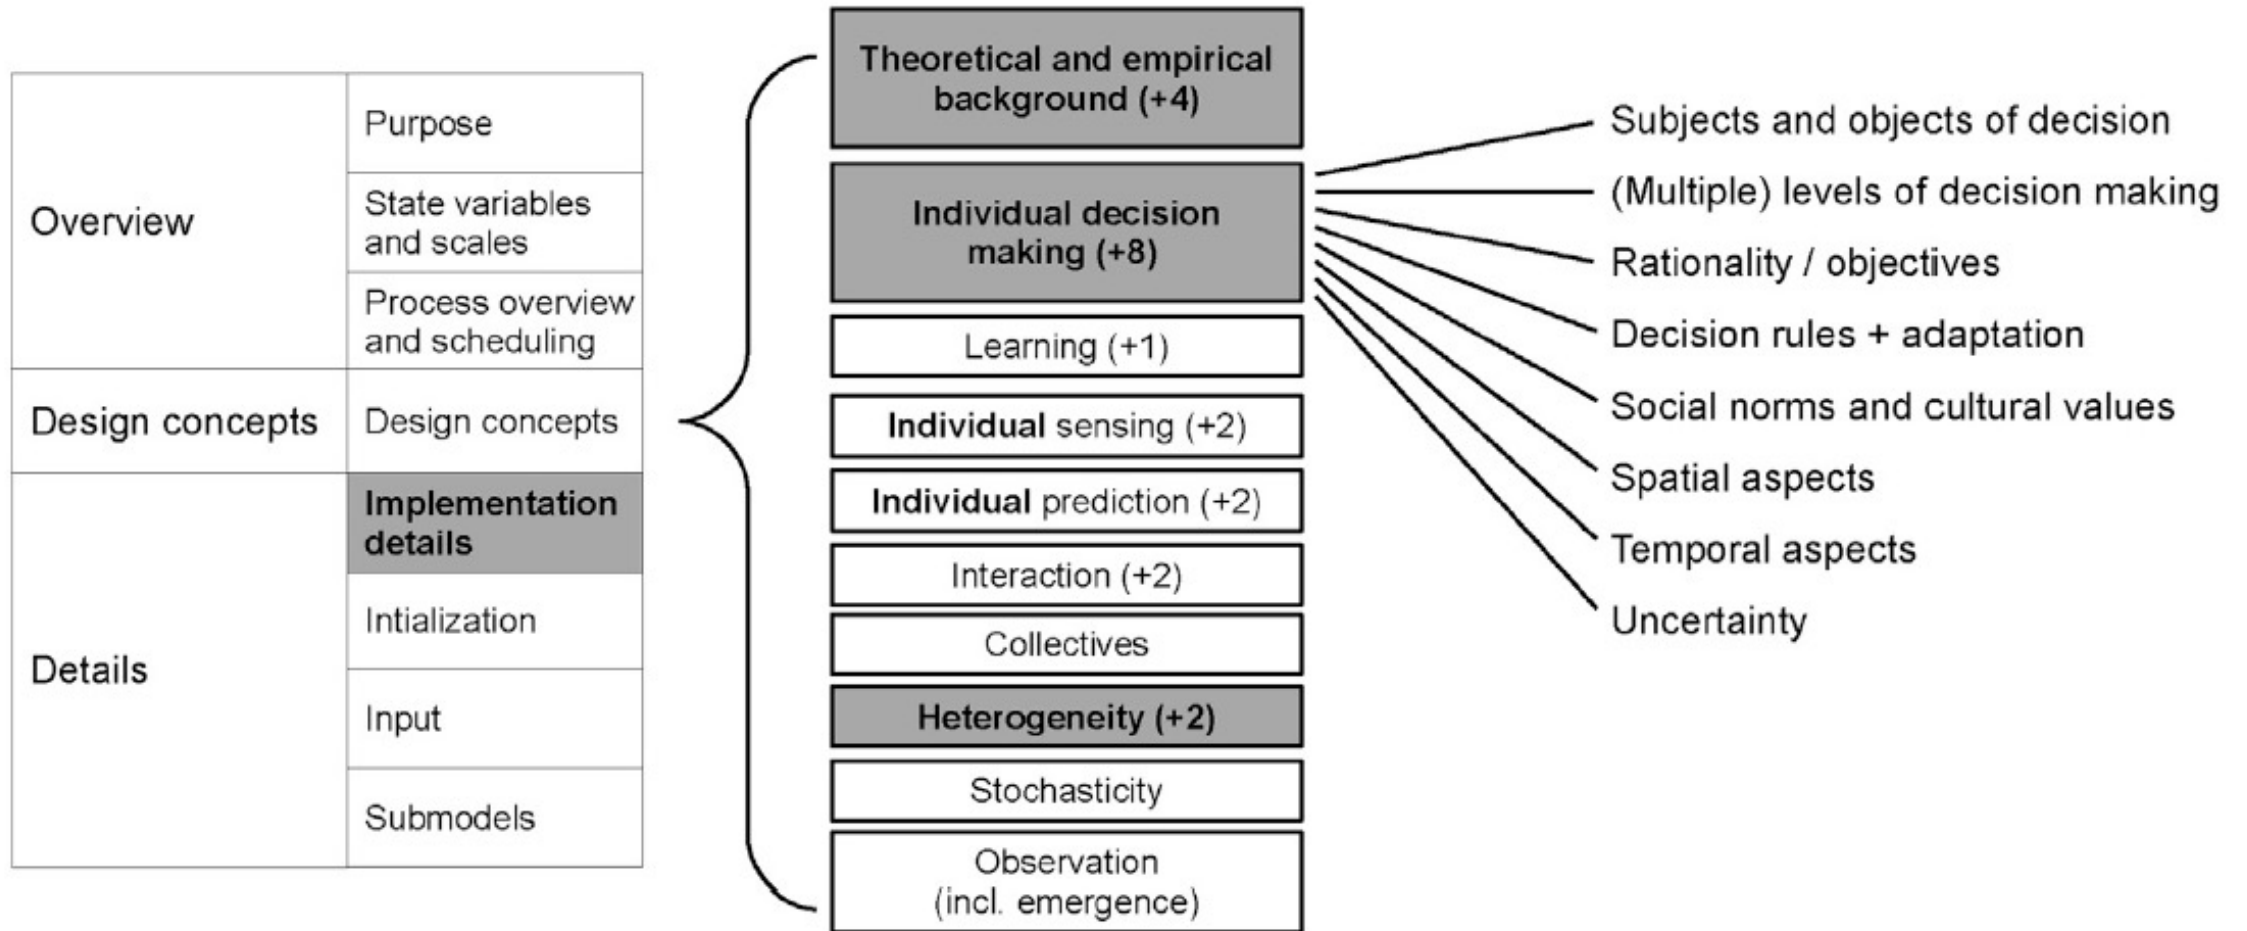 Overview
Purpose
State variables
and scales
Process overview
and scheduling
Design concepts
Design concepts
Details
Implementation
details
Intialization
Input
Submodels
Theoretical and empirical
background (+4)
Individual decision
making (+8)
Learning (+1)
Individual sensing (+2)
Individual prediction (+2)
Interaction (+2)
Collectives
Heterogeneity (+2)
Stochasticity
Observation
(incl. emergence)
Subjects and objects of decision
(Multiple) levels of decision making
Rationality / objectives
Decision rules + adaptation
Social norms and cultural values
Spatial aspects
Temporal aspects
Uncertainty